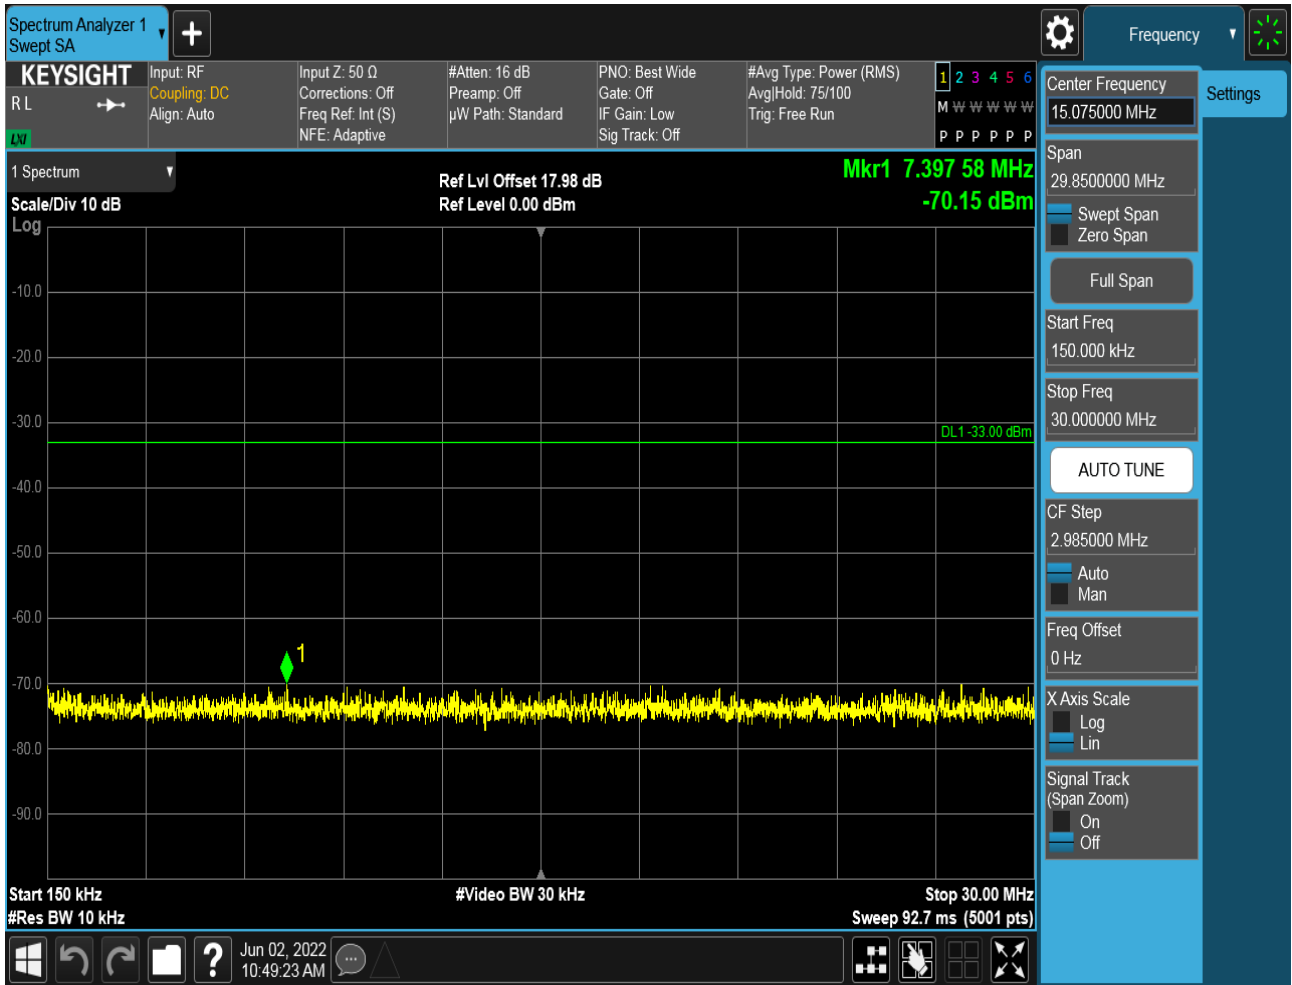 Spectrum Analyzer 1
Swept SA
+
Frequency
KEYSIGHT
R L
LXI
Input: RF
Coupling: DC
Align: Auto
Input Z: 50 Ω
Corrections: Off
Freq Ref: Int (S)
NFE: Adaptive
#Atten: 16 dB
Preamp: Off
µW Path: Standard
PNO: Best Wide
Gate: Off
IF Gain: Low
Sig Track: Off
#Avg Type: Power (RMS)
Avg|Hold: 75/100
Trig: Free Run
1 2 3 4 5 6
M W W W W W
P P P P P P
1 Spectrum
Scale/Div 10 dB
Log
Ref Lvl Offset 17.98 dB
Ref Level 0.00 dBm
Mkr1 7.397 58 MHz
-70.15 dBm
-10.0
-20.0
-30.0
DL1 -33.00 dBm
-40.0
-50.0
-60.0
1
-70.0
-80.0
-90.0
Start 150 kHz
#Res BW 10 kHz
#Video BW 30 kHz
Stop 30.00 MHz
Sweep 92.7 ms (5001 pts)
Center Frequency
15.075000 MHz
Settings
Span
29.8500000 MHz
Swept Span
Zero Span
Full Span
Start Freq
150.000 kHz
Stop Freq
30.000000 MHz
AUTO TUNE
CF Step
2.985000 MHz
Auto
Man
Freq Offset
0 Hz
X Axis Scale
Log
Lin
Signal Track
(Span Zoom)
On
Off
?
Jun 02, 2022
10:49:23 AM